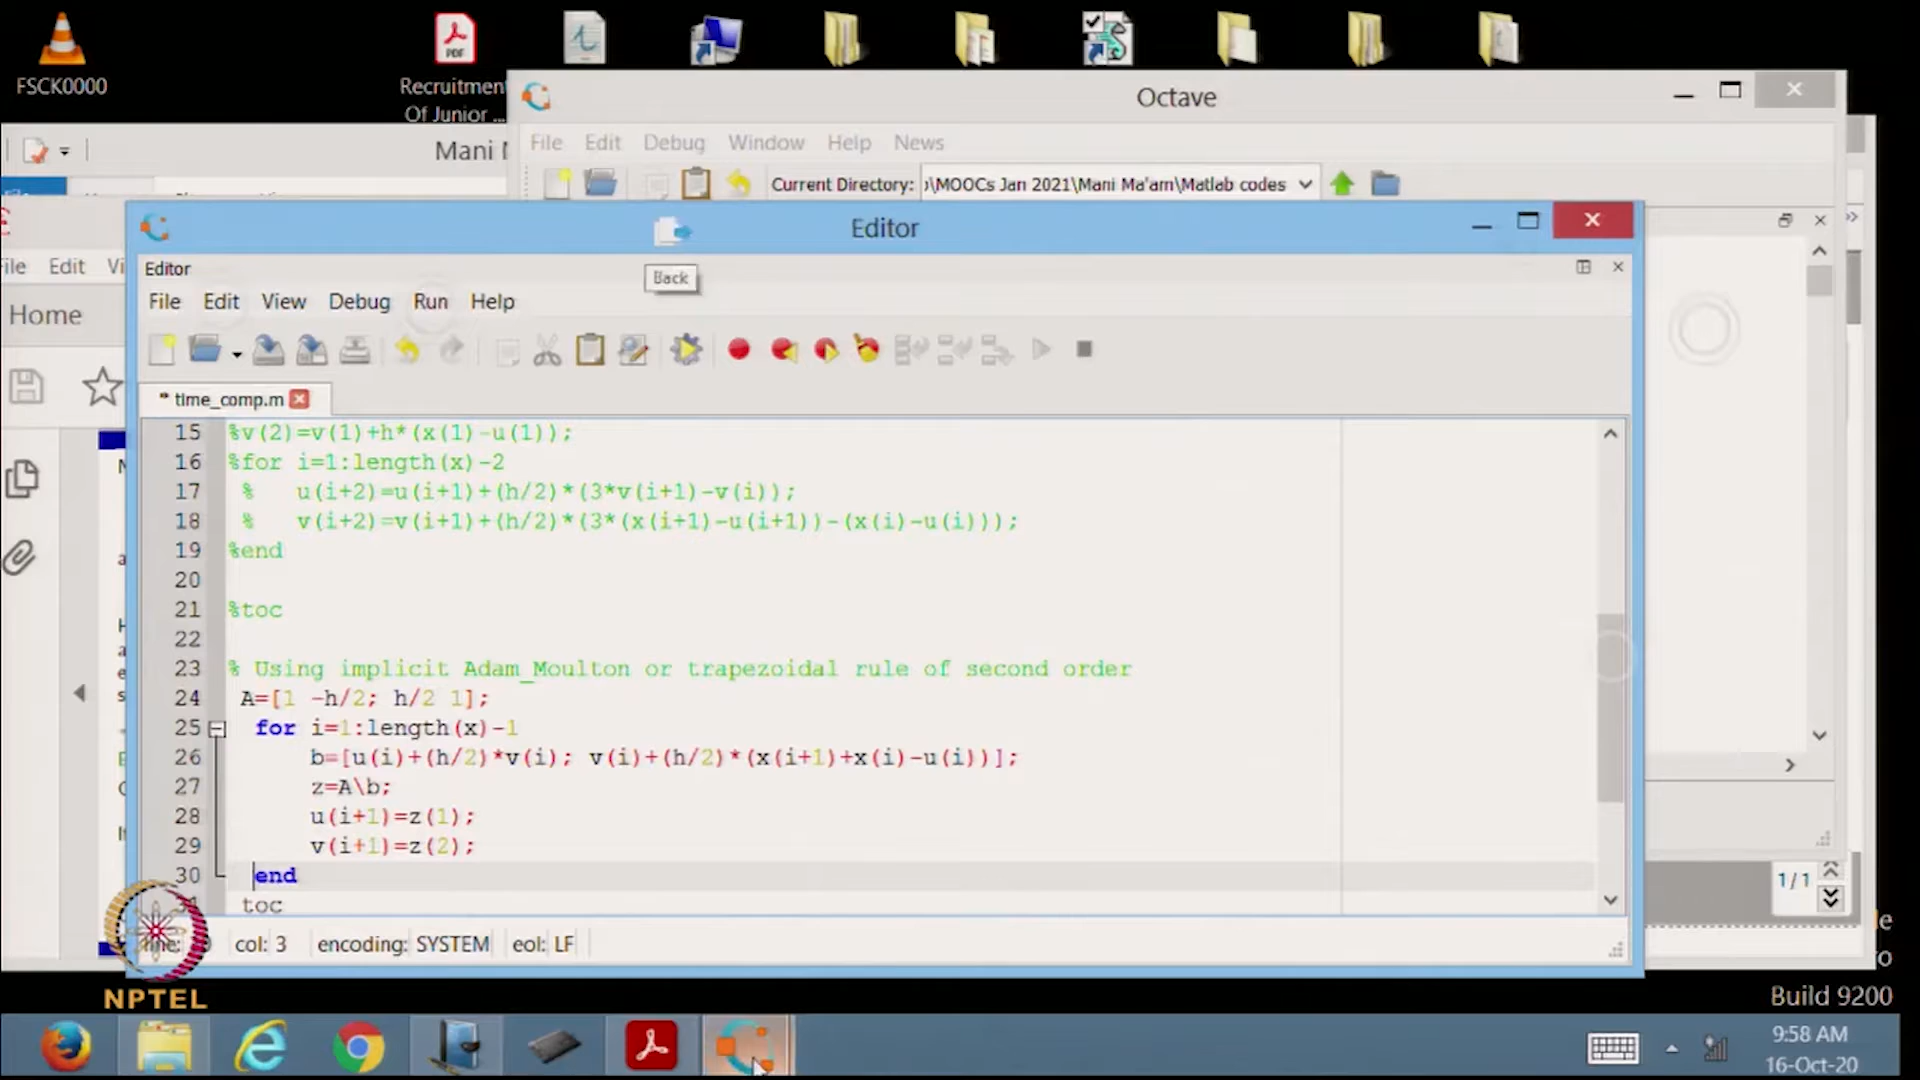 FSCK0000
Recruitment
Of Junior ...
Octave
Mani
File Edit Debug Window Help News
Current Directory: \MOOCs Jan 2021\Mani Ma'am\Matlab codes
Editor
Back
Edit
Home
Editor
File Edit View Debug Run Help
* time_comp.m
15 %v(2)=v(1)+h*(x(1)-u(1));
16 %for i=1:length(x)-2
17 % u(i+2)=u(i+1)+(h/2)*(3*v(i+1)-v(i));
18 % v(i+2)=v(i+1)+(h/2)*(3*(x(i+1)-u(i+1))-(x(i)-u(i)));
19 %end
20
21 %toc
22
23 % Using implicit Adam_Moulton or trapezoidal rule of second order
24 A=[1 -h/2; h/2 1];
25 for i=1:length(x)-1
26 b=[u(i)+(h/2)*v(i); v(i)+(h/2)*(x(i+1)+x(i)-u(i))];
27 z=A\b;
28 u(i+1)=z(1);
29 v(i+1)=z(2);
30 end
toc
1/1
col: 3 encoding: SYSTEM eol: LF
NPTEL
Build 9200
9:58 AM
16-Oct-20